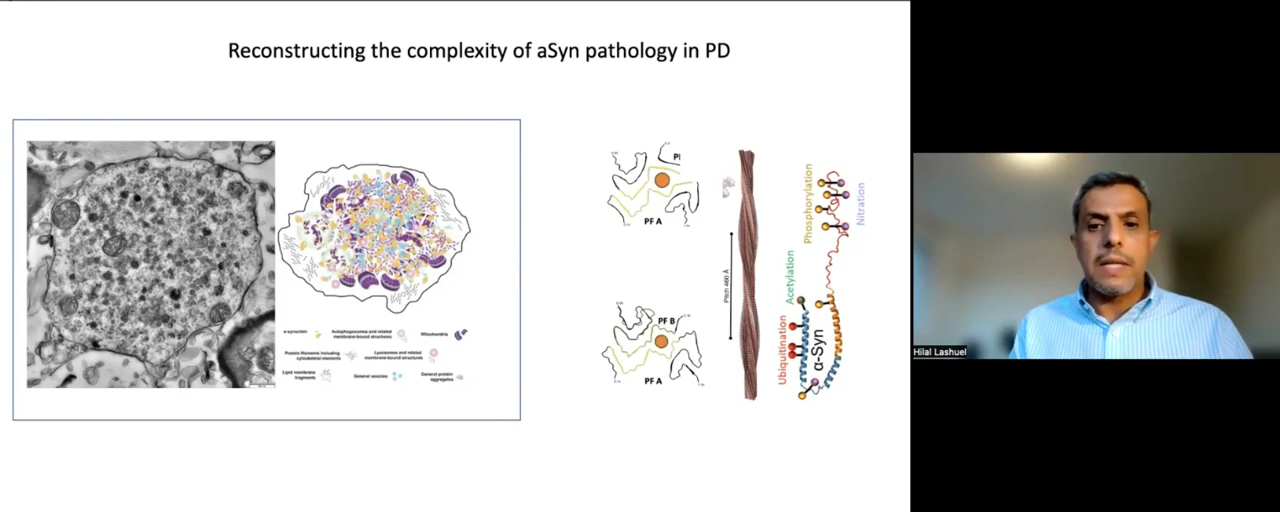 Reconstructing the complexity of aSyn pathology in PD
α-synuclein
Autophagosomes and related
membrane-bound structures
Mitochondria
Protein filaments including
cytoskeletal elements
Lysosomes and related
membrane-bound structures
Lipid membrane
fragments
General vesicles
General protein
aggregates
PF A
PF B
PF A
Pitch 460 Å
Ubiquitination
Acetylation
Phosphorylation
Nitration
α-Syn
Hilal Lashuel